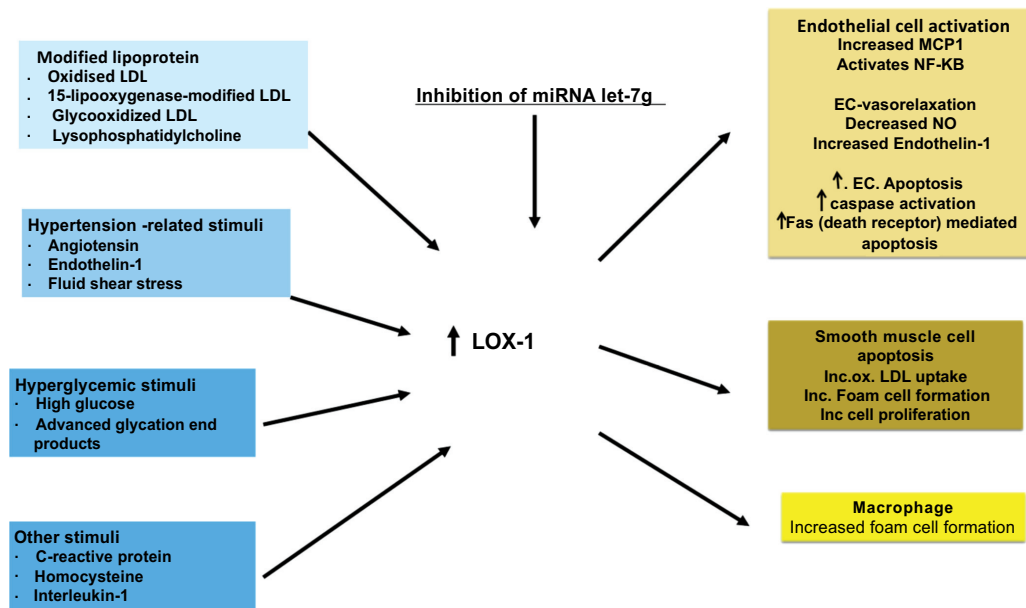 Modified lipoprotein
· Oxidised LDL
· 15-lipooxygenase-modified LDL
· Glycooxidized LDL
· Lysophosphatidylcholine
Hypertension -related stimuli
· Angiotensin
· Endothelin-1
· Fluid shear stress
Hyperglycemic stimuli
· High glucose
· Advanced glycation end
products
Other stimuli
· C-reactive protein
· Homocysteine
· Interleukin-1
Inhibition of miRNA let-7g
↑ LOX-1
Endothelial cell activation
Increased MCP1
Activates NF-KB
EC-vasorelaxation
Decreased NO
Increased Endothelin-1
↑. EC. Apoptosis
↑ caspase activation
↑Fas (death receptor) mediated
apoptosis
Smooth muscle cell
apoptosis
Inc.ox. LDL uptake
Inc. Foam cell formation
Inc cell proliferation
Macrophage
Increased foam cell formation